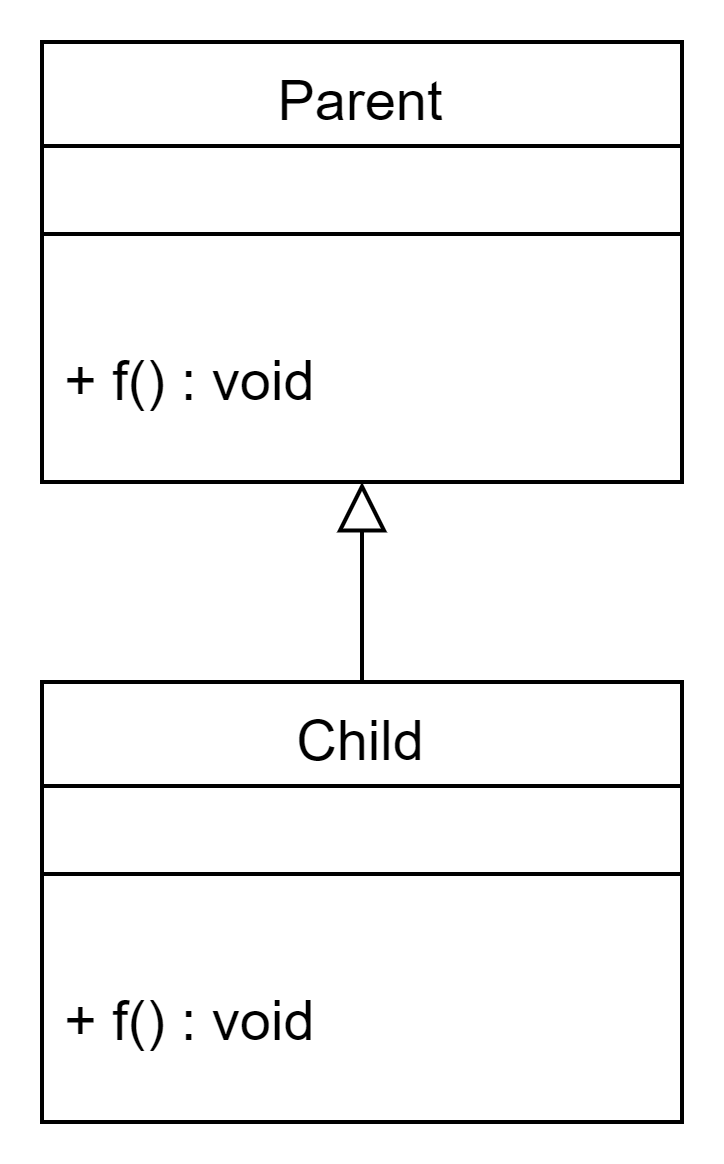 Parent
+ f() : void
Child
+ f() : void